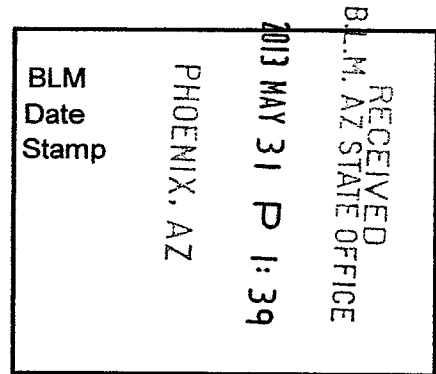 BLM
Date
Stamp
RECEIVED
B.L.M. AZ STATE OFFICE
2013 MAY 31 P 1:39
PHOENIX, AZ